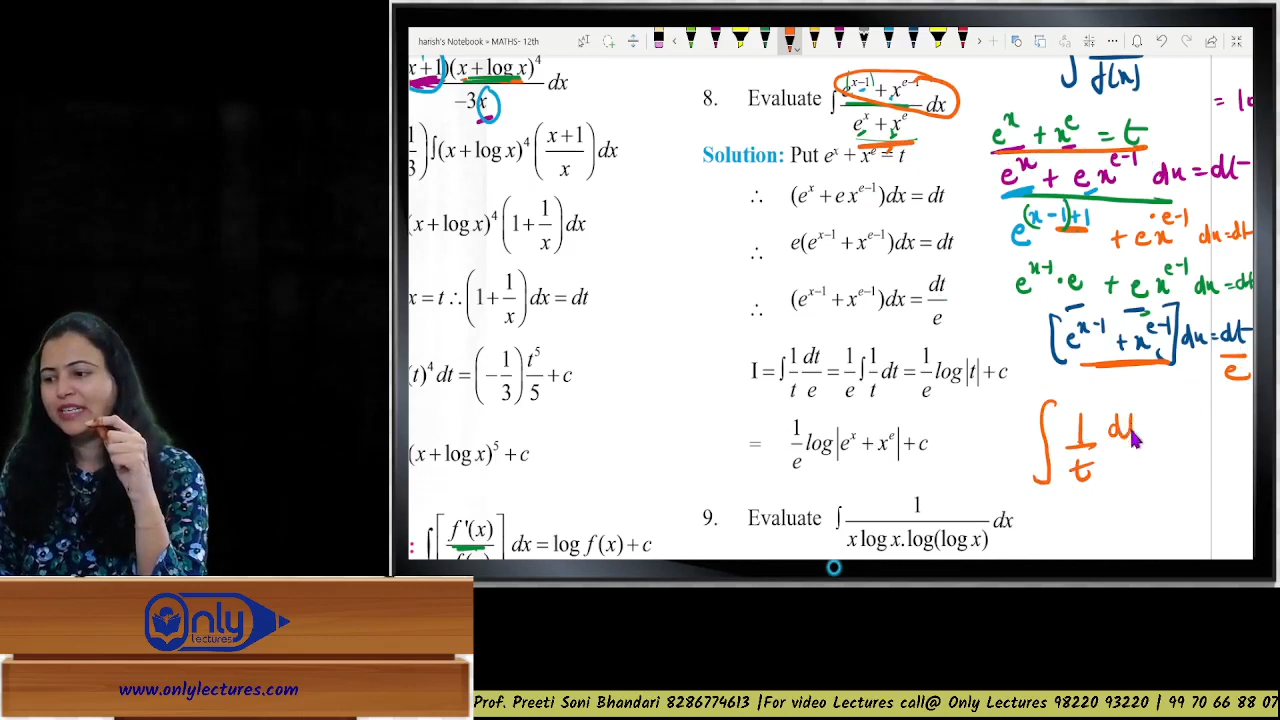 harish's Notebook » MATHS- 12th
x + 1)(x + log x)⁴
−3x
dx
1/3) ∫(x + log x)⁴ ((x+1)/x) dx
(x + log x)⁴ (1 + 1/x) dx
x = t ∴ (1 + 1/x) dx = dt
(t)⁴ dt = (−1/3) t⁵/5 + c
(x + log x)⁵ + c
: ∫ [f '(x)/f(x)] dx = log f(x) + c
8. Evaluate ∫ (e^(x−1) + x^(e−1))/(e^x + x^e) dx
Solution: Put e^x + x^e = t
∴ (e^x + e x^(e−1))dx = dt
∴ e(e^(x−1) + x^(e−1))dx = dt
∴ (e^(x−1) + x^(e−1))dx = dt/e
I = ∫ 1/t dt/e = 1/e ∫ 1/t dt = 1/e log|t| + c
= 1/e log|e^x + x^e| + c
9. Evaluate ∫ 1/(x log x.log(log x)) dx
∫ f(x)
= lo
e^x + x^e = t
e^x + e x^(e−1) dx = dt
e^((x−1)+1) + e x^(e−1) dx = dt
e^(x−1) · e + e x^(e−1) dx = dt
[e^(x−1) + x^(e−1)] dx = dt/e
∫ 1/t d
Only
lectures
www.onlylectures.com
Prof. Preeti Soni Bhandari 8286774613 |For video Lectures call@ Only Lectures 98220 93220 | 99 70 66 88 07